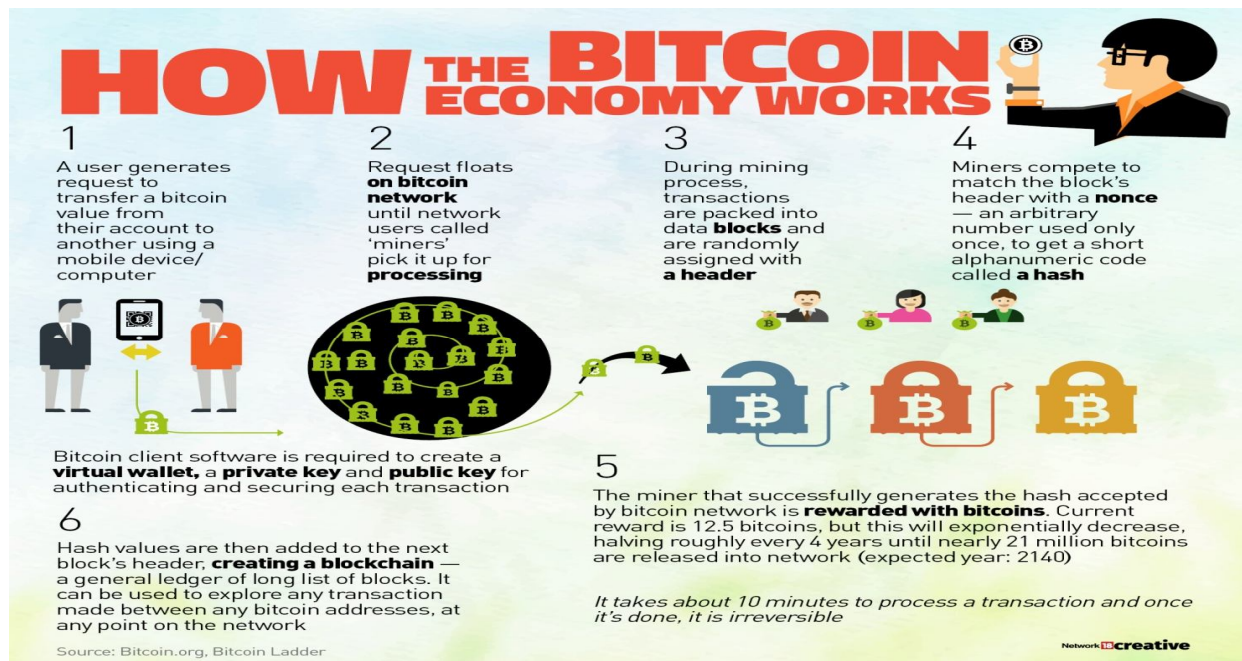 HOW THE BITCOIN
ECONOMY WORKS
1
A user generates
request to
transfer a bitcoin
value from
their account to
another using a
mobile device/
computer
2
Request floats
on bitcoin
network
until network
users called
‘miners’
pick it up for
processing
3
During mining
process,
transactions
are packed into
data blocks and
are randomly
assigned with
a header
4
Miners compete to
match the block’s
header with a nonce
— an arbitrary
number used only
once, to get a short
alphanumeric code
called a hash
Bitcoin client software is required to create a
virtual wallet, a private key and public key for
authenticating and securing each transaction
5
The miner that successfully generates the hash accepted
by bitcoin network is rewarded with bitcoins. Current
reward is 12.5 bitcoins, but this will exponentially decrease,
halving roughly every 4 years until nearly 21 million bitcoins
are released into network (expected year: 2140)
It takes about 10 minutes to process a transaction and once
it’s done, it is irreversible
6
Hash values are then added to the next
block’s header, creating a blockchain —
a general ledger of long list of blocks. It
can be used to explore any transaction
made between any bitcoin addresses, at
any point on the network
Source: Bitcoin.org, Bitcoin Ladder
Network 18 creative